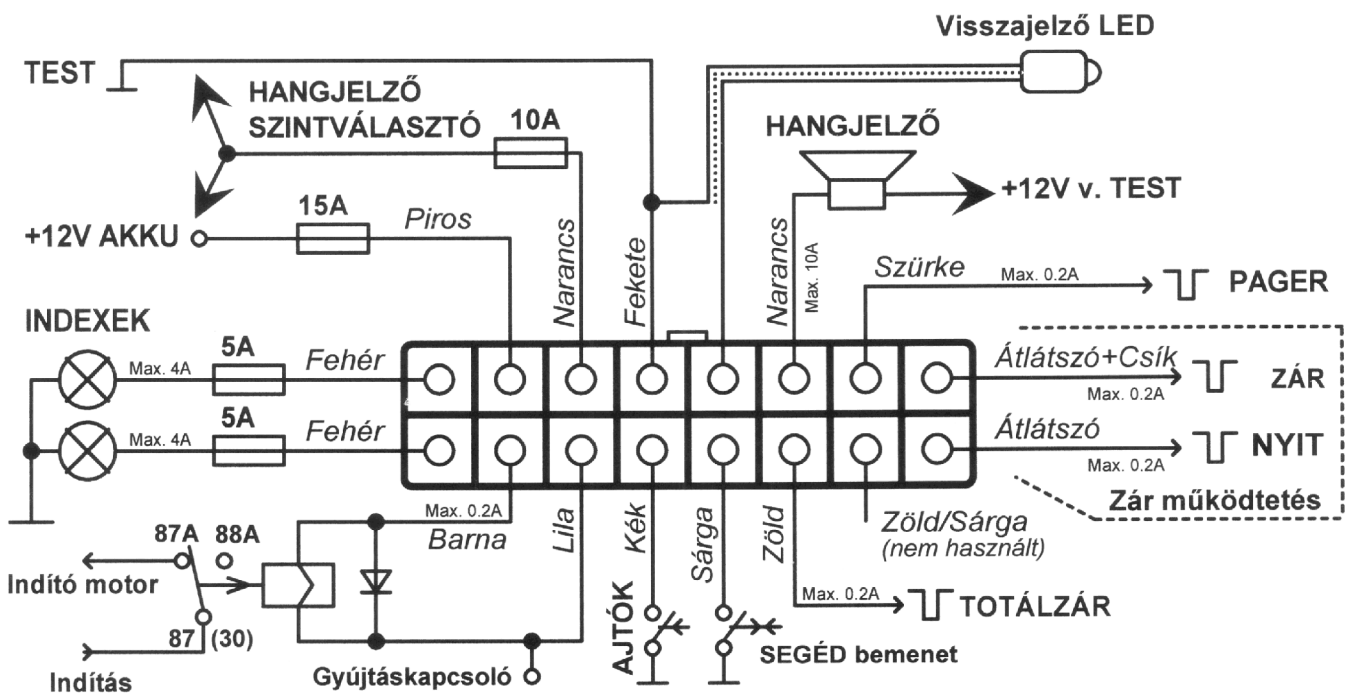 Visszajelző LED
TEST
HANGJELZŐ
SZINTVÁLASZTÓ
10A
HANGJELZŐ
+12V v. TEST
15A
Piros
+12V AKKU
Narancs
Fekete
Narancs
Max. 10A
Szürke
Max. 0.2A
PAGER
INDEXEK
Max. 4A
5A
Fehér
Átlátszó+Csík
Max. 0.2A
ZÁR
Max. 4A
5A
Fehér
Átlátszó
Max. 0.2A
NYIT
Zár működtetés
Max. 0.2A
Barna
Lila
Kék
Sárga
Zöld
Zöld/Sárga
(nem használt)
87A
88A
Indító motor
87 (30)
Indítás
Gyújtáskapcsoló
AJTÓK
SEGÉD bemenet
Max. 0.2A
TOTÁLZÁR